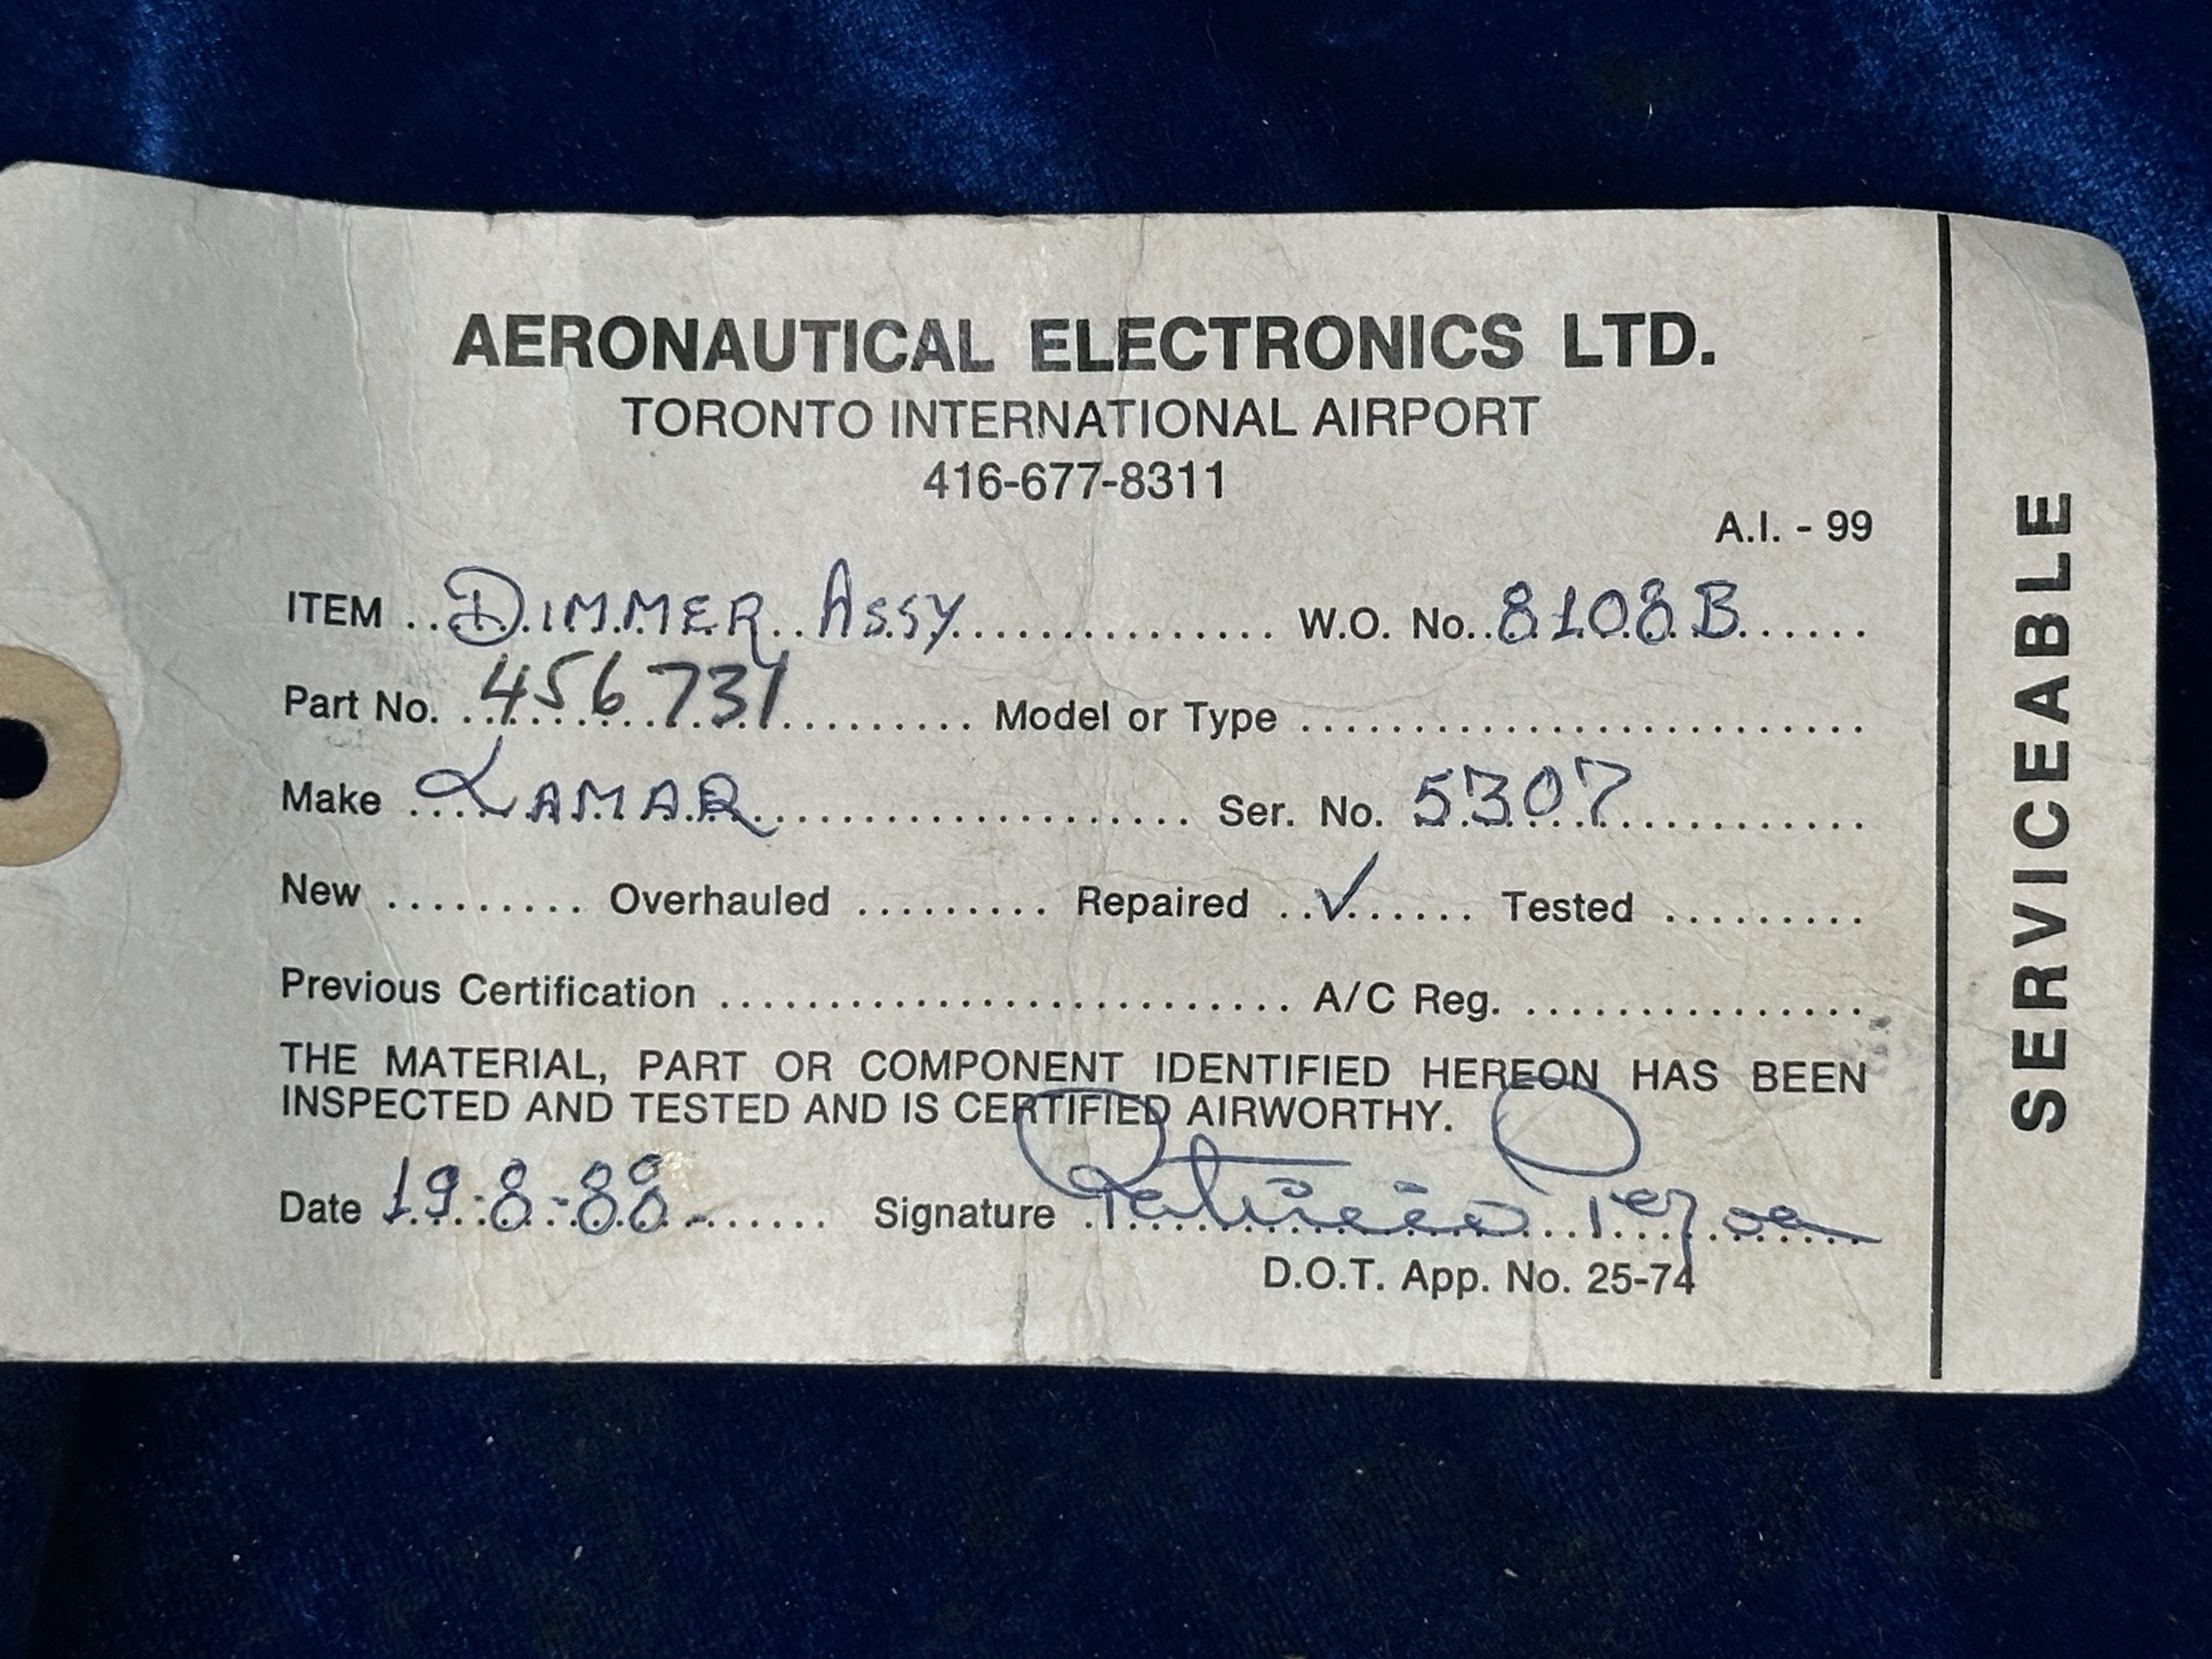 AERONAUTICAL ELECTRONICS LTD.
TORONTO INTERNATIONAL AIRPORT
416-677-8311
A.I. - 99
ITEM DIMMER ASSY W.O. No. 8108B
Part No. 456731 Model or Type
Make LAMAR Ser. No. 5307
New Overhauled Repaired ✓ Tested
Previous Certification A/C Reg.
THE MATERIAL, PART OR COMPONENT IDENTIFIED HEREON HAS BEEN
INSPECTED AND TESTED AND IS CERTIFIED AIRWORTHY.
Date 19-8-88 Signature Patricio
D.O.T. App. No. 25-74
SERVICEABLE